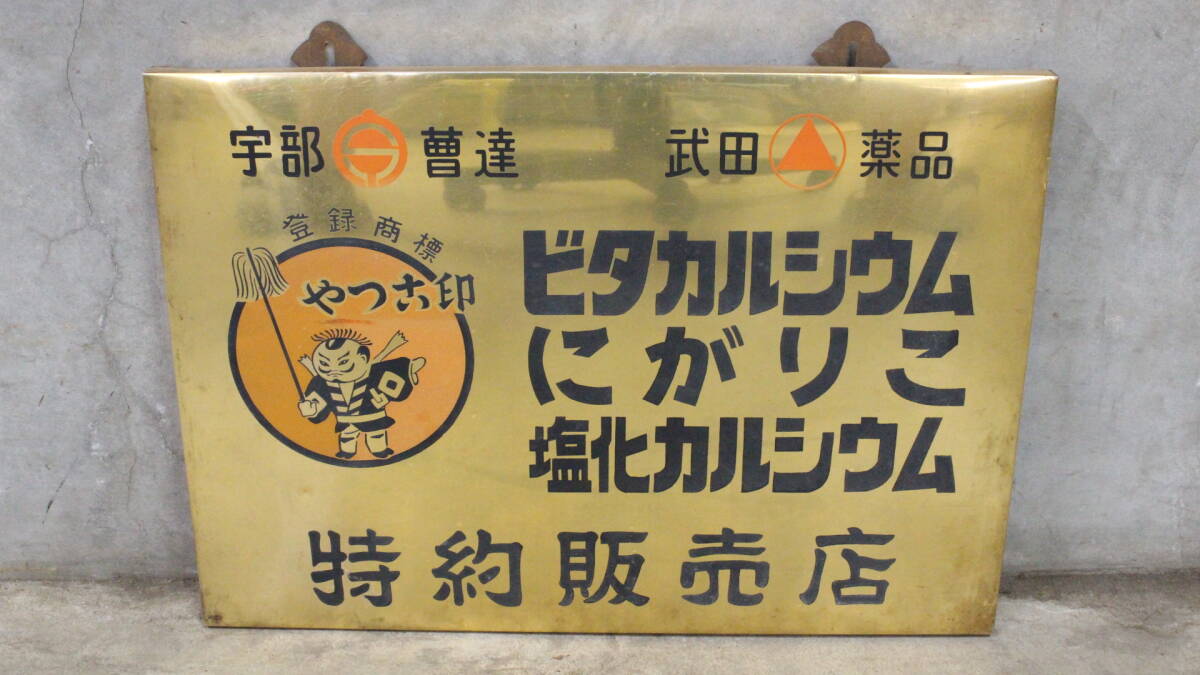 宇部 曹達 武田 薬品
登録商標
やつこ印
ビタカルシウム
にがりこ
塩化カルシウム
特約販売店